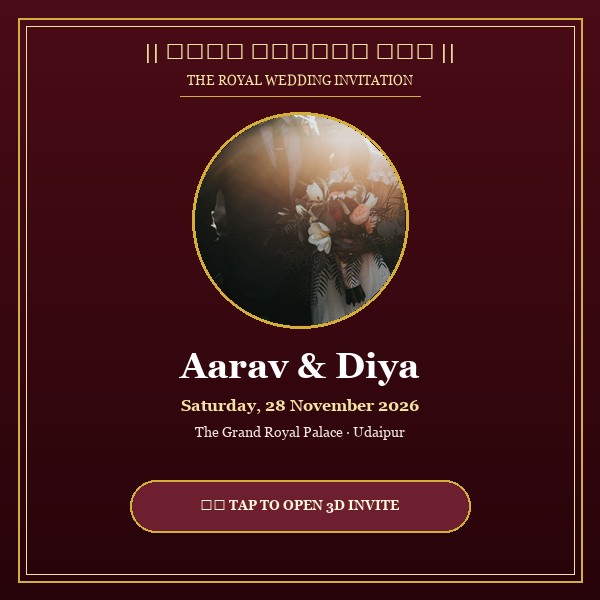 THE ROYAL WEDDING INVITATION
Aarav & Diya
Saturday, 28 November 2026
The Grand Royal Palace · Udaipur
TAP TO OPEN 3D INVITE